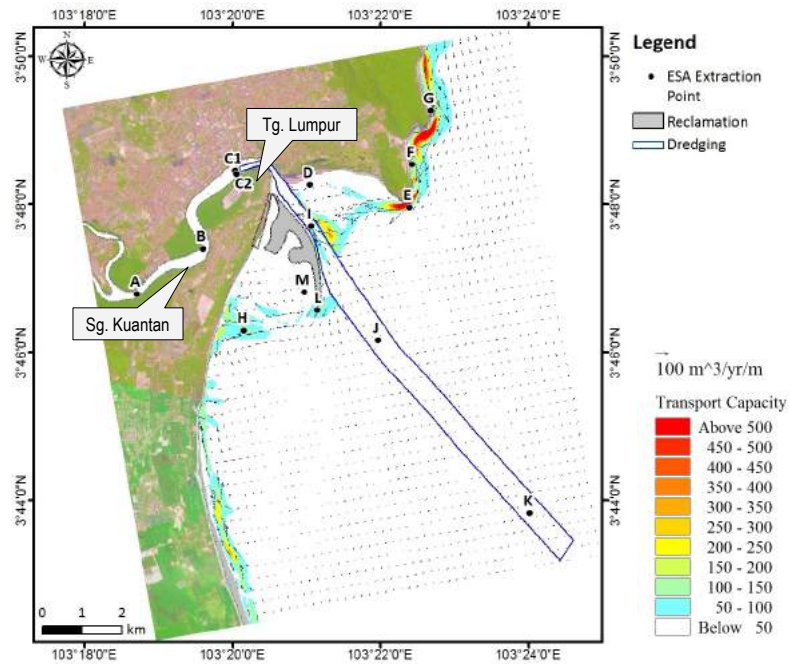 103°18'0"E 103°20'0"E 103°22'0"E 103°24'0"E
3°50'0"N
3°50'0"N
N
W E
S
G
Tg. Lumpur
C1
C2
D
F
E
3°48'0"N
3°48'0"N
I
B
A
M
L
Sg. Kuantan
H
J
3°46'0"N
3°46'0"N
3°44'0"N
3°44'0"N
K
0 1 2
km
103°18'0"E 103°20'0"E 103°22'0"E 103°24'0"E
Legend
ESA Extraction
Point
Reclamation
Dredging
100 m^3/yr/m
Transport Capacity
Above 500
450 - 500
400 - 450
350 - 400
300 - 350
250 - 300
200 - 250
150 - 200
100 - 150
50 - 100
Below 50